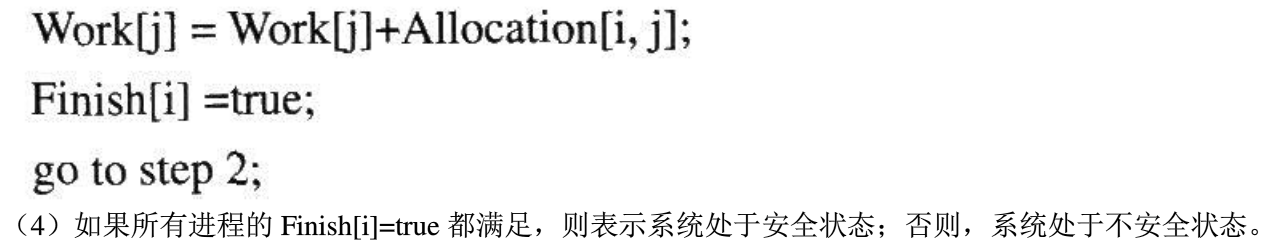 Work[j] = Work[j]+Allocation[i, j];
Finish[i] =true;
go to step 2;
（4）如果所有进程的 Finish[i]=true 都满足，则表示系统处于安全状态；否则，系统处于不安全状态。